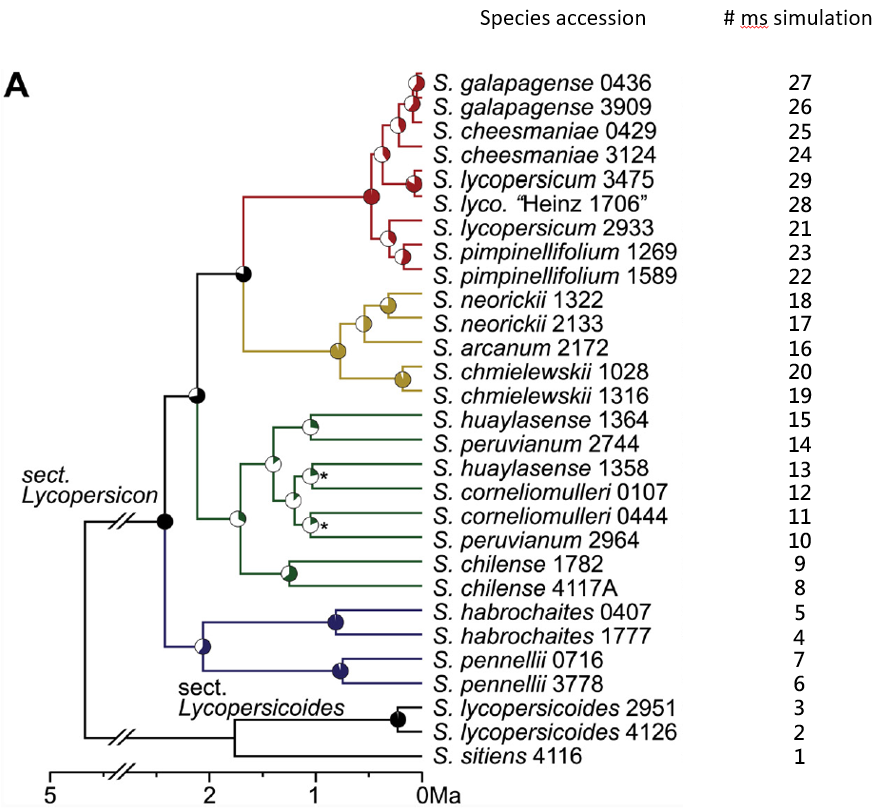 Species accession # ms simulation
A
S. galapagense 0436 27
S. galapagense 3909 26
S. cheesmaniae 0429 25
S. cheesmaniae 3124 24
S. lycopersicum 3475 29
S. lyco. “Heinz 1706” 28
S. lycopersicum 2933 21
S. pimpinellifolium 1269 23
S. pimpinellifolium 1589 22
S. neorickii 1322 18
S. neorickii 2133 17
S. arcanum 2172 16
S. chmielewskii 1028 20
S. chmielewskii 1316 19
S. huaylasense 1364 15
S. peruvianum 2744 14
sect.
Lycopersicon
S. huaylasense 1358 13
*
S. corneliomulleri 0107 12
S. corneliomulleri 0444 11
*
S. peruvianum 2964 10
S. chilense 1782 9
S. chilense 4117A 8
S. habrochaites 0407 5
S. habrochaites 1777 4
S. pennellii 0716 7
S. pennellii 3778 6
sect.
Lycopersicoides
S. lycopersicoides 2951 3
S. lycopersicoides 4126 2
S. sitiens 4116 1
5 2 1 0Ma